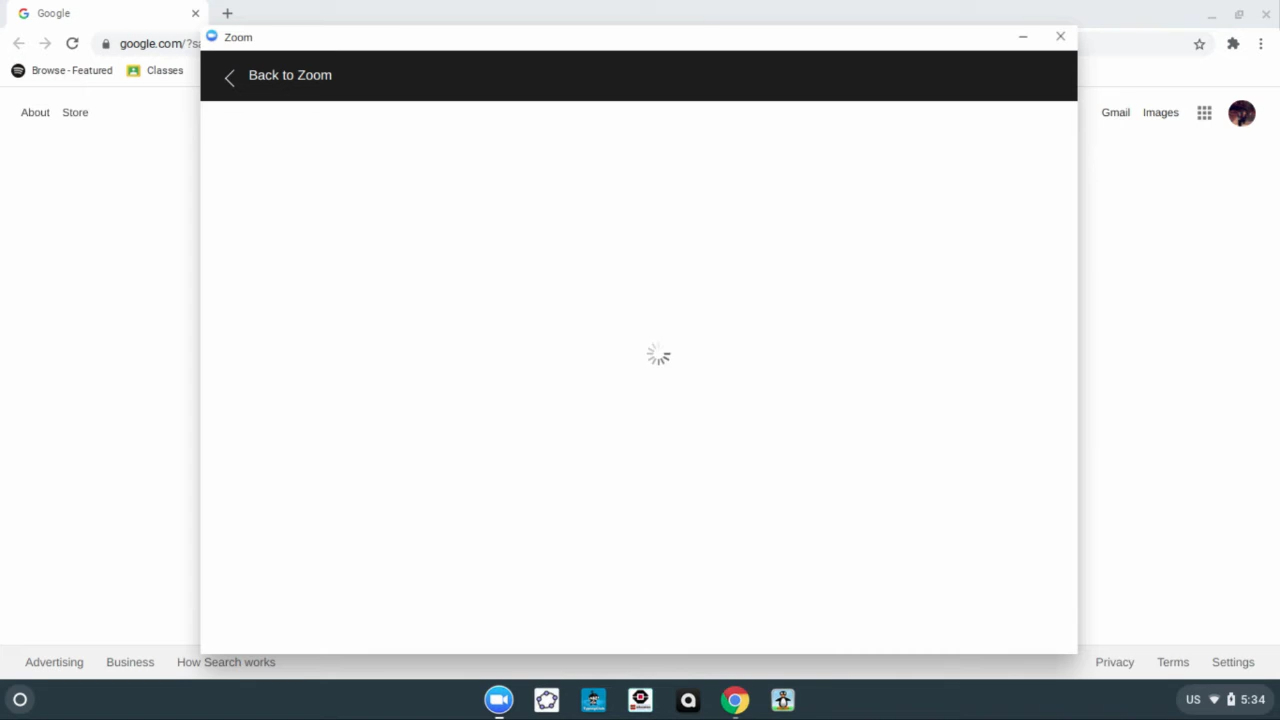 Google
google.com/?sa
Zoom
Browse - Featured
Classes
Back to Zoom
About
Store
Gmail
Images
Advertising
Business
How Search works
Privacy
Terms
Settings
US
5:34